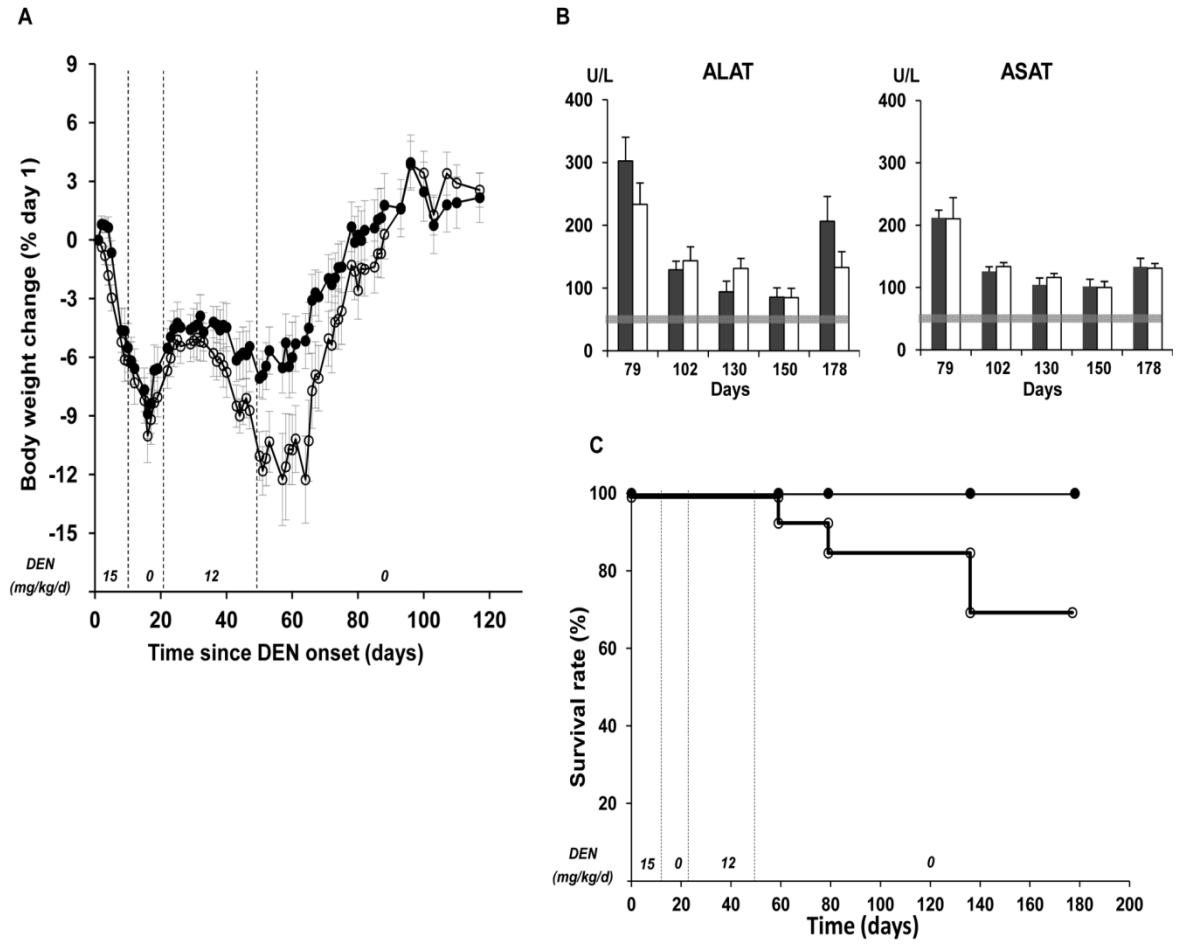 A
9
6
3
0
-3
-6
-9
-12
-15
Body weight change (% day 1)
DEN
(mg/kg/d)
15 0 12 0
0 20 40 60 80 100 120
Time since DEN onset (days)
B
U/L ALAT
400
300
200
100
0
79 102 130 150 178
Days
U/L ASAT
400
300
200
100
0
79 102 130 150 178
Days
C
100
80
60
40
20
Survival rate (%)
DEN
(mg/kg/d)
15 0 12 0
0 20 40 60 80 100 120 140 160 180 200
Time (days)